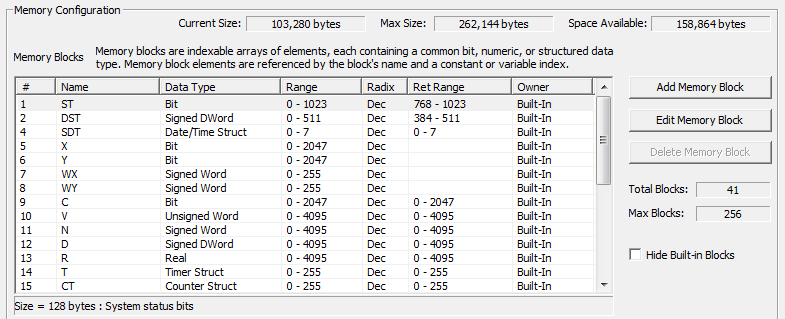 Memory Configuration
Current Size: 103,280 bytes Max Size: 262,144 bytes Space Available: 158,864 bytes
Memory Blocks Memory blocks are indexable arrays of elements, each containing a common bit, numeric, or structured data
type. Memory block elements are referenced by the block's name and a constant or variable index.
# Name Data Type Range Radix Ret Range Owner
1 ST Bit 0 - 1023 Dec 768 - 1023 Built-In
2 DST Signed DWord 0 - 511 Dec 384 - 511 Built-In
4 SDT Date/Time Struct 0 - 7 Dec 0 - 7 Built-In
5 X Bit 0 - 2047 Dec Built-In
6 Y Bit 0 - 2047 Dec Built-In
7 WX Signed Word 0 - 255 Dec Built-In
8 WY Signed Word 0 - 255 Dec Built-In
9 C Bit 0 - 2047 Dec 0 - 2047 Built-In
10 V Unsigned Word 0 - 4095 Dec 0 - 4095 Built-In
11 N Signed Word 0 - 4095 Dec 0 - 4095 Built-In
12 D Signed DWord 0 - 4095 Dec 0 - 4095 Built-In
13 R Real 0 - 4095 Dec 0 - 4095 Built-In
14 T Timer Struct 0 - 255 Dec 0 - 255 Built-In
15 CT Counter Struct 0 - 255 Dec 0 - 255 Built-In
Size = 128 bytes : System status bits
Add Memory Block
Edit Memory Block
Delete Memory Block
Total Blocks: 41
Max Blocks: 256
Hide Built-in Blocks